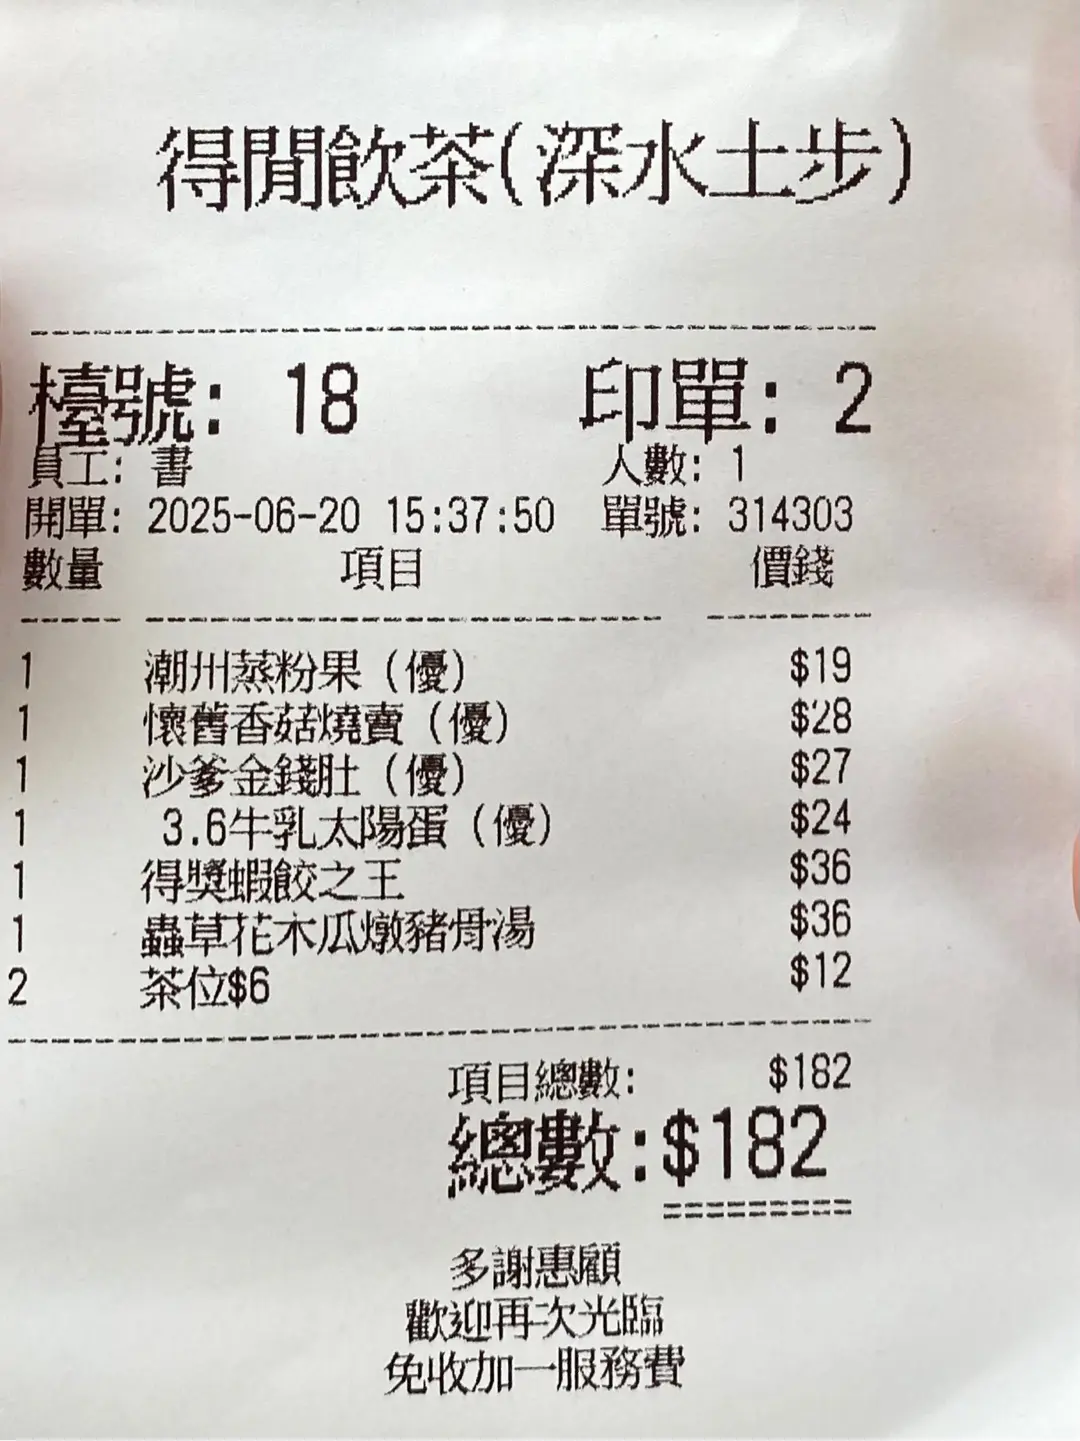 得閒飲茶(深水土步)
檯號: 18 印單: 2
員工: 書 人數: 1
開單: 2025-06-20 15:37:50 單號: 314303
數量 項目 價錢
1 潮州蒸粉果(優) $19
1 懷舊香菇燒賣(優) $28
1 沙爹金錢肚(優) $27
1 3.6牛乳太陽蛋(優) $24
1 得獎蝦餃之王 $36
1 蟲草花木瓜燉豬骨湯 $36
2 茶位$6 $12
項目總數: $182
總數:$182
多謝惠顧
歡迎再次光臨
免收加一服務費